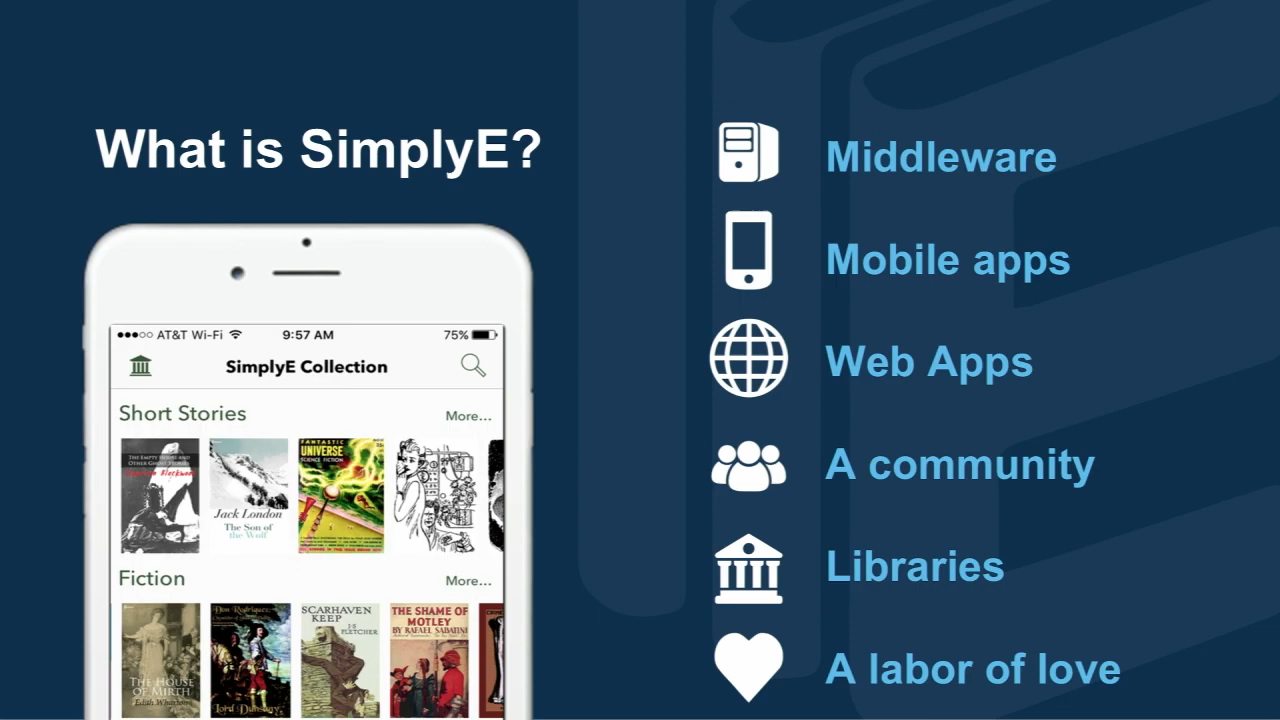 What is SimplyE?
AT&T Wi-Fi 9:57 AM 75%
SimplyE Collection
Short Stories More...
THE EMPTY HOUSE AND
OTHER GHOST STORIES
Jack London
The Son of
the Wolf
FANTASTIC
UNIVERSE
SCIENCE FICTION
Fiction More...
THE HOUSE
OF MIRTH
Edith Wharton
Don Rodriguez
Lord Dunsany
SCARHAVEN
KEEP
J·S
FLETCHER
THE SHAME OF
MOTLEY
BY RAFAEL SABATINI
Middleware
Mobile apps
Web Apps
A community
Libraries
A labor of love